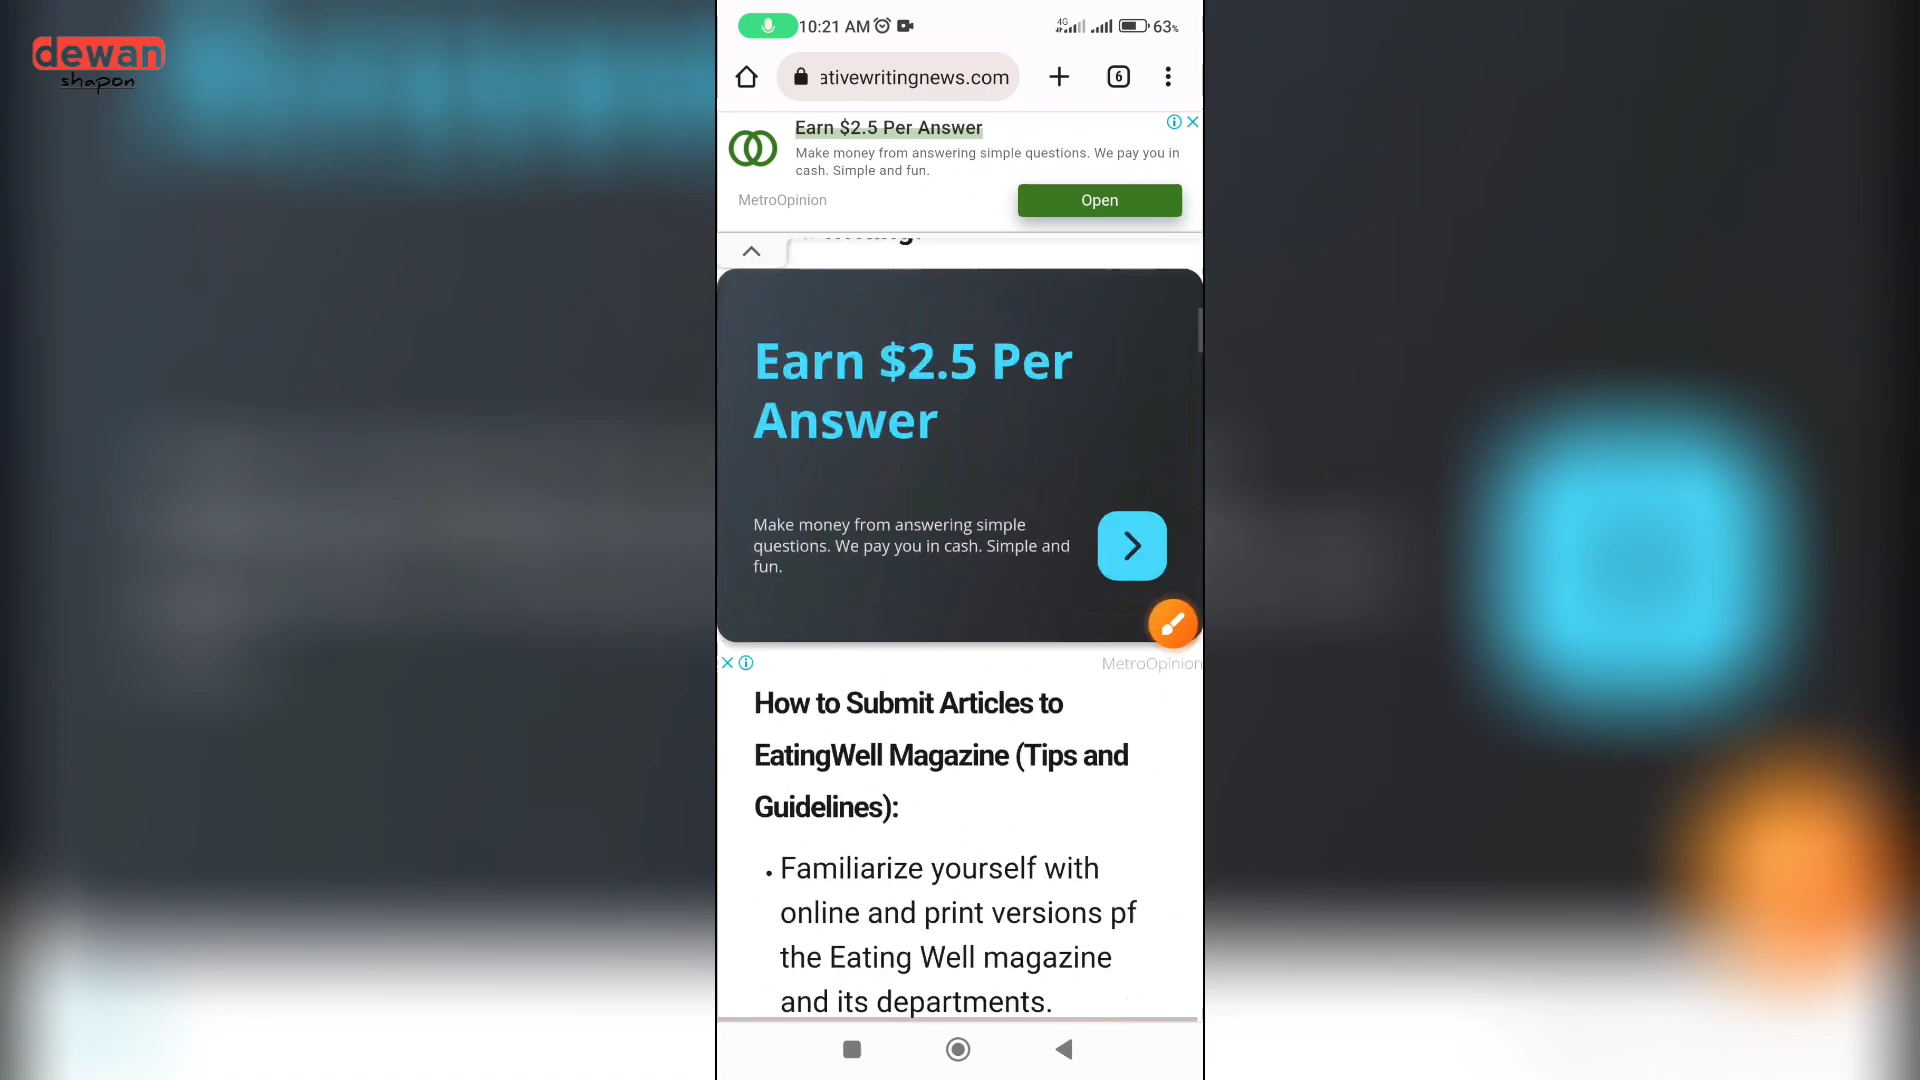 dewan
shapon
10:21 AM
4G
63%
ativewritingnews.com
6
Earn $2.5 Per Answer
Make money from answering simple questions. We pay you in
cash. Simple and fun.
MetroOpinion
Open
Earn $2.5 Per
Answer
Make money from answering simple
questions. We pay you in cash. Simple and
fun.
MetroOpinion
How to Submit Articles to
EatingWell Magazine (Tips and
Guidelines):
• Familiarize yourself with
online and print versions pf
the Eating Well magazine
and its departments.